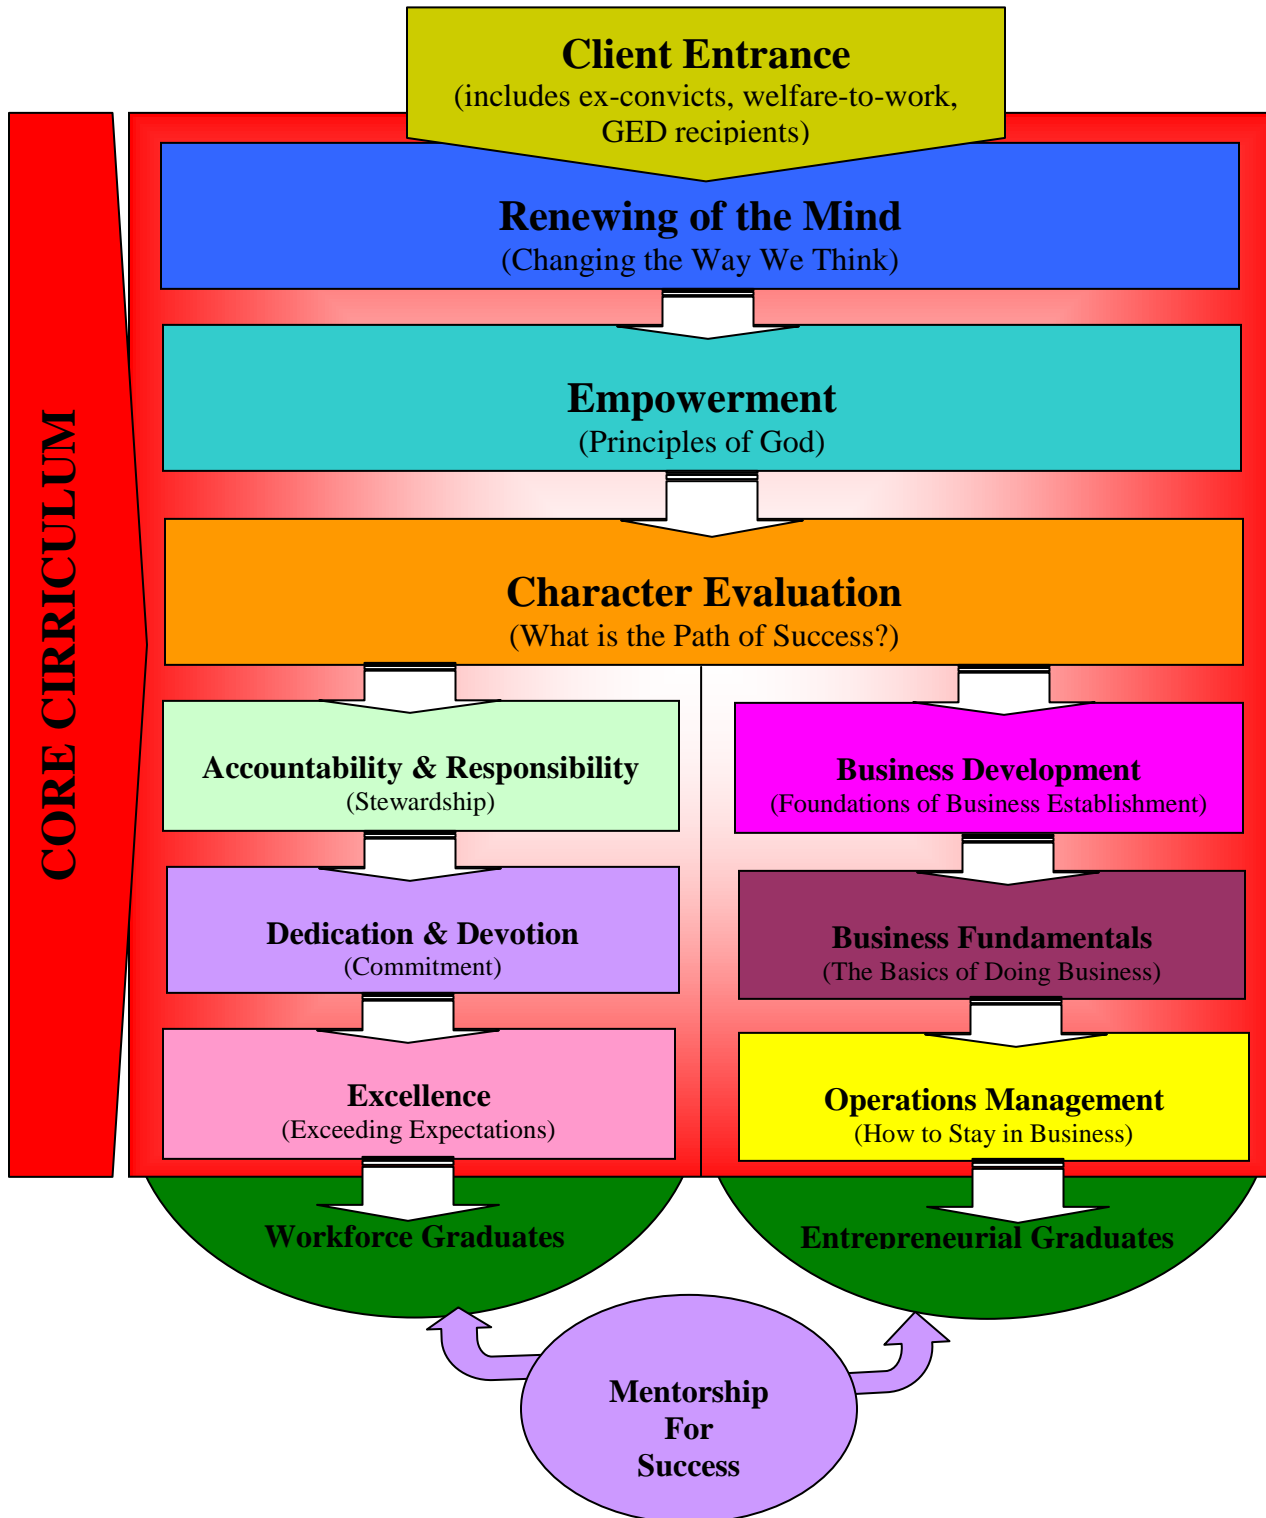 Client Entrance
(includes ex-convicts, welfare-to-work,
GED recipients)
Renewing of the Mind
(Changing the Way We Think)
Empowerment
(Principles of God)
Character Evaluation
(What is the Path of Success?)
CORE CIRRICULUM
Accountability & Responsibility
(Stewardship)
Business Development
(Foundations of Business Establishment)
Dedication & Devotion
(Commitment)
Business Fundamentals
(The Basics of Doing Business)
Excellence
(Exceeding Expectations)
Operations Management
(How to Stay in Business)
Workforce Graduates
Entrepreneurial Graduates
Mentorship
For
Success